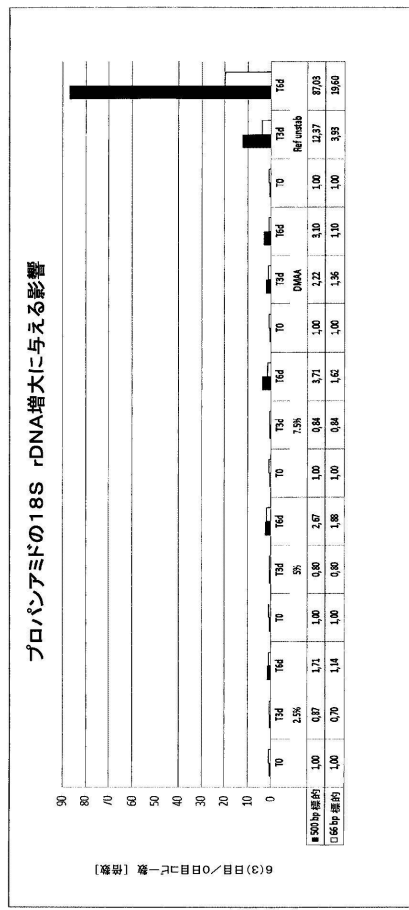 プロパンアミドの18S rDNA増大に与える影響
6(3)日目/0日目コピー数 [倍数]
90
80
70
60
50
40
30
20
10
0
T0 T3d T6d T0 T3d T6d T0 T3d T6d T0 T3d T6d T0 T3d T6d
2.5% 5% 7.5% DMAA Ref unstab
■500 bp 標的 1,00 0,87 1,71 1,00 0,80 2,67 1,00 0,84 3,71 1,00 2,22 3,10 1,00 12,37 87,03
□66 bp 標的 1,00 0,70 1,14 1,00 0,80 1,88 1,00 0,84 1,62 1,00 1,36 1,10 1,00 3,93 19,60